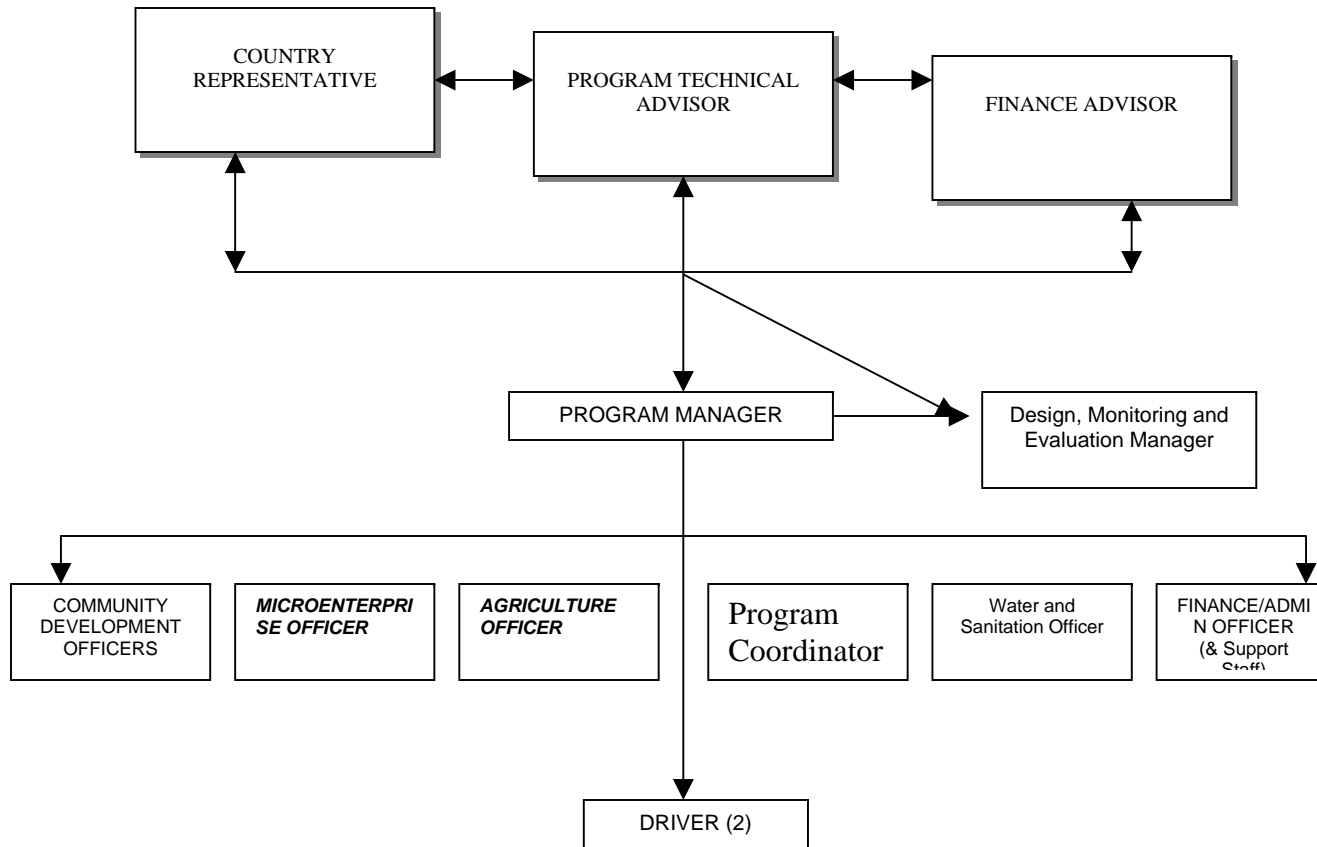 COUNTRY
REPRESENTATIVE
PROGRAM TECHNICAL
ADVISOR
FINANCE ADVISOR
PROGRAM MANAGER
Design, Monitoring and
Evaluation Manager
COMMUNITY
DEVELOPMENT
OFFICERS
MICROENTERPRI
SE OFFICER
AGRICULTURE
OFFICER
Program
Coordinator
Water and
Sanitation Officer
FINANCE/ADMI
N OFFICER
(& Support
Staff)
DRIVER (2)